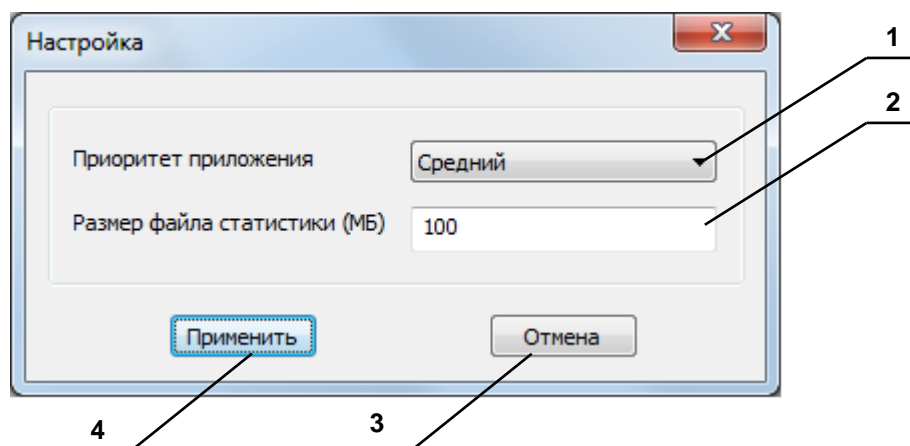 Настройка
1
2
Приоритет приложения
Средний
Размер файла статистики (МБ)
100
Применить
Отмена
4
3